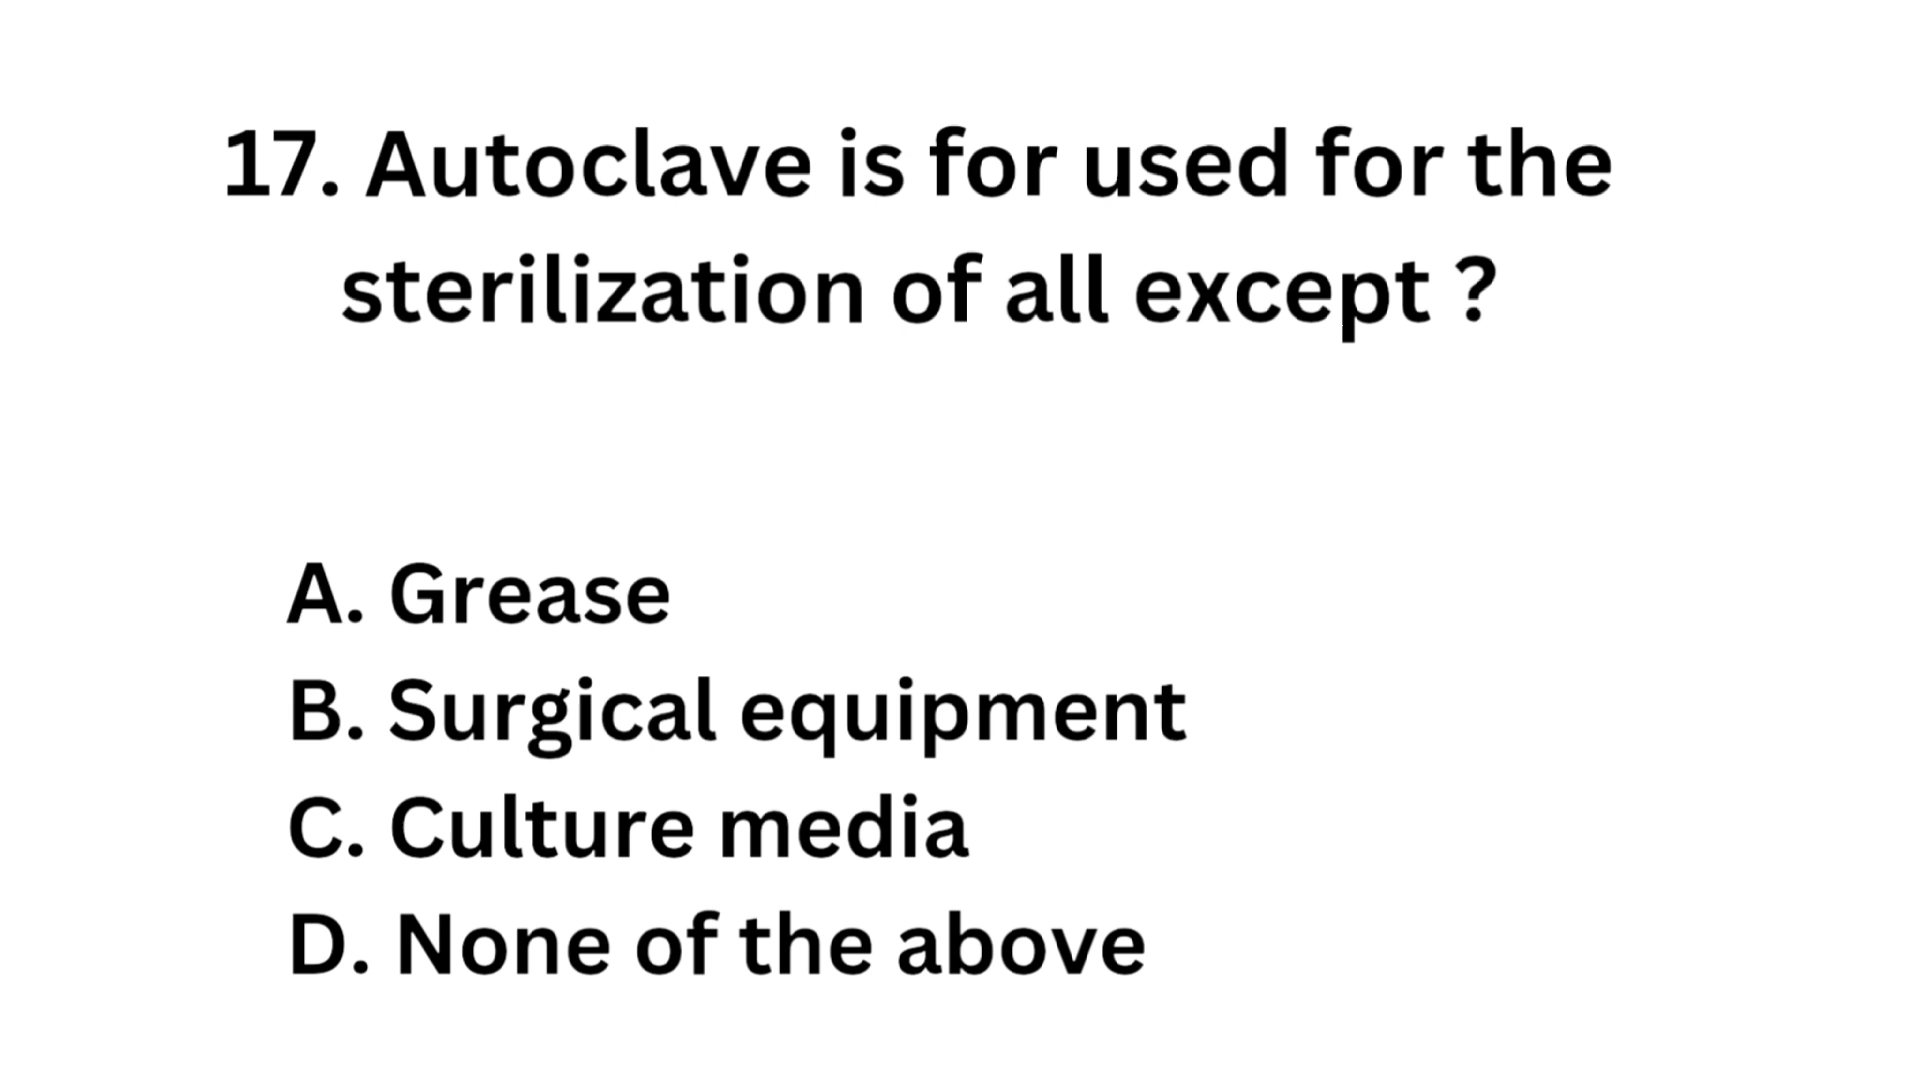 17. Autoclave is for used for the
sterilization of all except ?
A. Grease
B. Surgical equipment
C. Culture media
D. None of the above